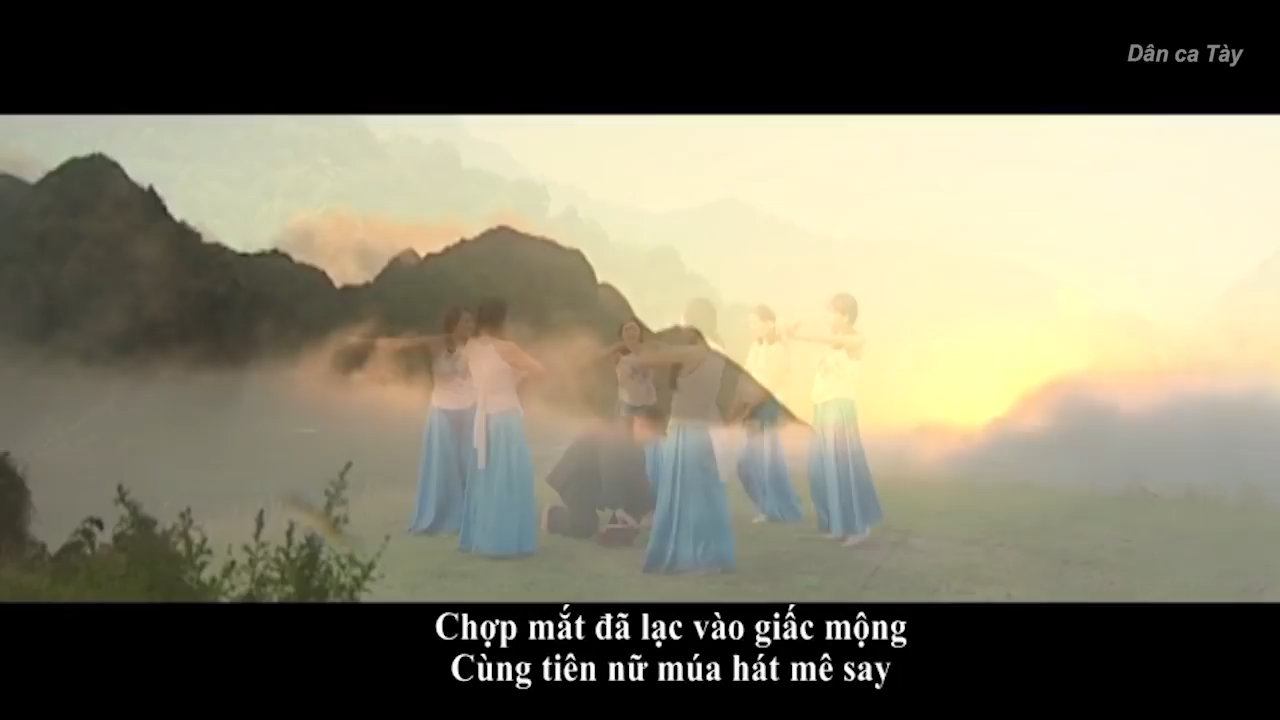 Dân ca Tày
Chợp mắt đã lạc vào giấc mộng
Cùng tiên nữ múa hát mê say